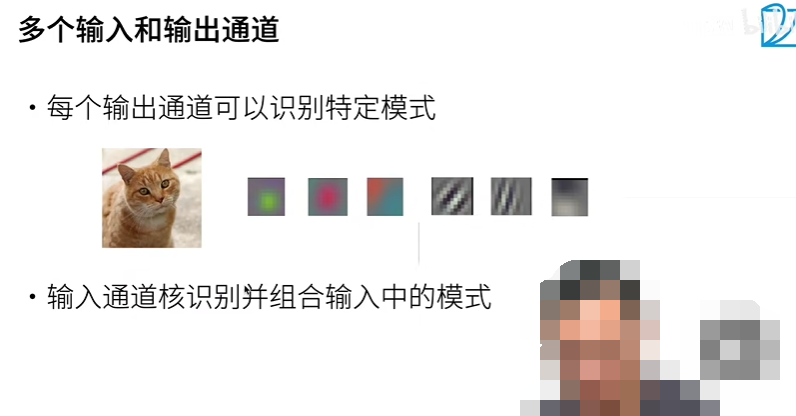 多个输入和输出通道
• 每个输出通道可以识别特定模式
• 输入通道核识别并组合输入中的模式